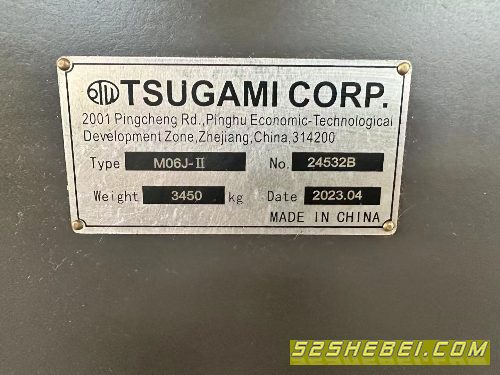 TSUGAMI CORP.
2001 Pingcheng Rd.,Pinghu Economic-Technological
Development Zone,Zhejiang,China,314200
Type M06J-II No. 24532B
Weight 3450 kg Date 2023.04
MADE IN CHINA
52SHEBEI.COM